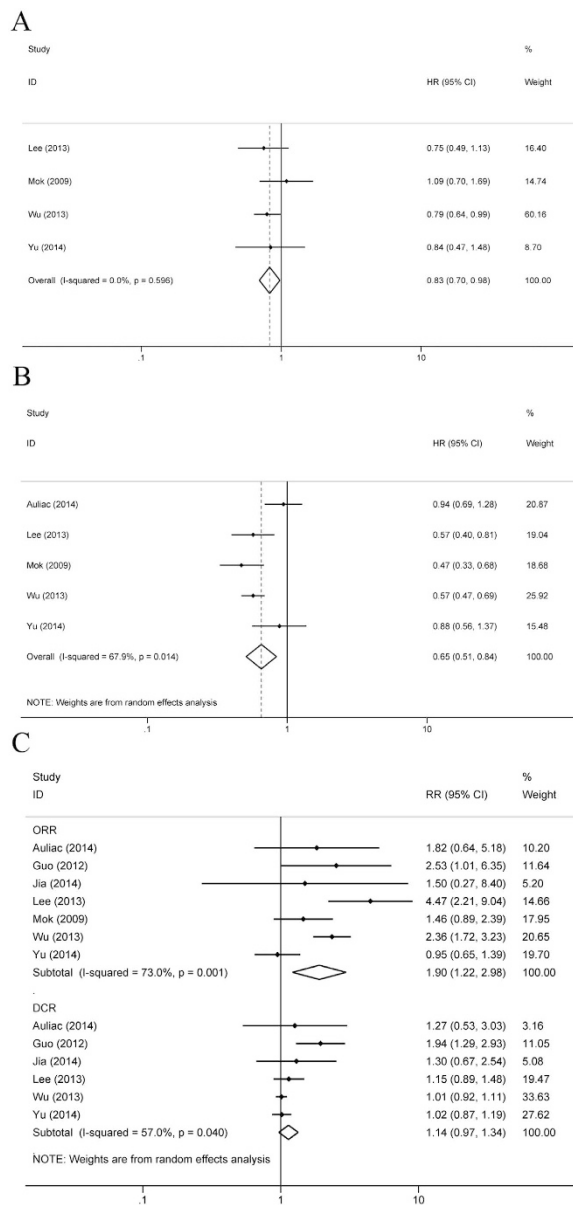 A
Study %
ID HR (95% CI) Weight
Lee (2013) 0.75 (0.49, 1.13) 16.40
Mok (2009) 1.09 (0.70, 1.69) 14.74
Wu (2013) 0.79 (0.64, 0.99) 60.16
Yu (2014) 0.84 (0.47, 1.48) 8.70
Overall (I-squared = 0.0%, p = 0.596) 0.83 (0.70, 0.98) 100.00
.1 1 10
B
Study %
ID HR (95% CI) Weight
Auliac (2014) 0.94 (0.69, 1.28) 20.87
Lee (2013) 0.57 (0.40, 0.81) 19.04
Mok (2009) 0.47 (0.33, 0.68) 18.68
Wu (2013) 0.57 (0.47, 0.69) 25.92
Yu (2014) 0.88 (0.56, 1.37) 15.48
Overall (I-squared = 67.9%, p = 0.014) 0.65 (0.51, 0.84) 100.00
NOTE: Weights are from random effects analysis
.1 1 10
C
Study %
ID RR (95% CI) Weight
ORR
Auliac (2014) 1.82 (0.64, 5.18) 10.20
Guo (2012) 2.53 (1.01, 6.35) 11.64
Jia (2014) 1.50 (0.27, 8.40) 5.20
Lee (2013) 4.47 (2.21, 9.04) 14.66
Mok (2009) 1.46 (0.89, 2.39) 17.95
Wu (2013) 2.36 (1.72, 3.23) 20.65
Yu (2014) 0.95 (0.65, 1.39) 19.70
Subtotal (I-squared = 73.0%, p = 0.001) 1.90 (1.22, 2.98) 100.00
.
DCR
Auliac (2014) 1.27 (0.53, 3.03) 3.16
Guo (2012) 1.94 (1.29, 2.93) 11.05
Jia (2014) 1.30 (0.67, 2.54) 5.08
Lee (2013) 1.15 (0.89, 1.48) 19.47
Wu (2013) 1.01 (0.92, 1.11) 33.63
Yu (2014) 1.02 (0.87, 1.19) 27.62
Subtotal (I-squared = 57.0%, p = 0.040) 1.14 (0.97, 1.34) 100.00
NOTE: Weights are from random effects analysis
.1 1 10